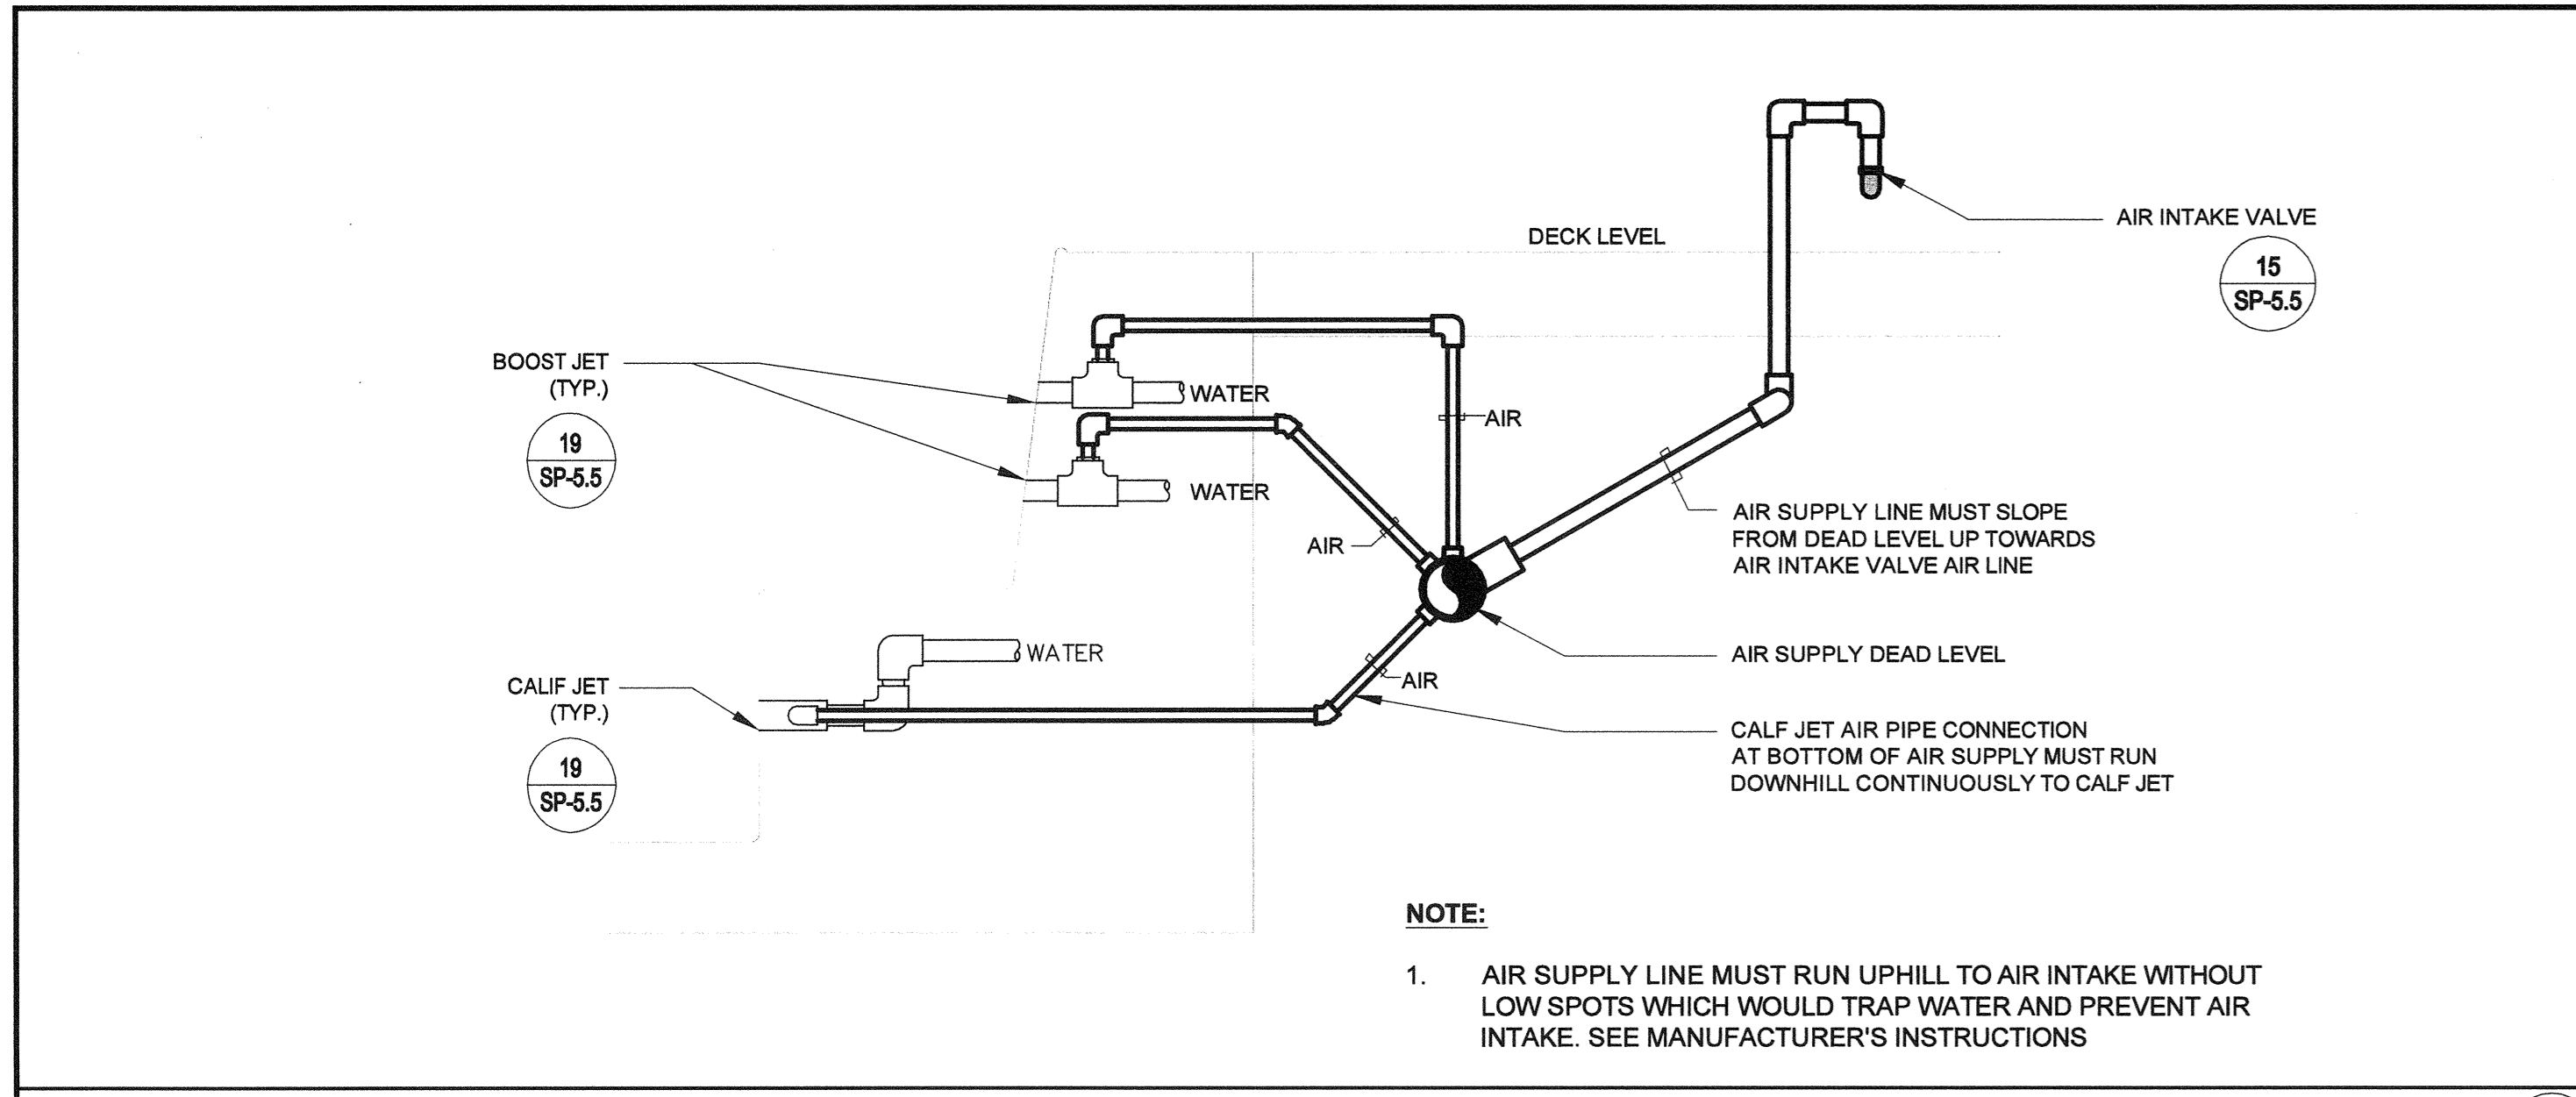 AIR INTAKE VALVE
15
SP-5.5
DECK LEVEL
BOOST JET
(TYP.)
19
SP-5.5
WATER
WATER
AIR
AIR
AIR SUPPLY LINE MUST SLOPE
FROM DEAD LEVEL UP TOWARDS
AIR INTAKE VALVE AIR LINE
WATER
AIR SUPPLY DEAD LEVEL
CALIF JET
(TYP.)
19
SP-5.5
AIR
CALF JET AIR PIPE CONNECTION
AT BOTTOM OF AIR SUPPLY MUST RUN
DOWNHILL CONTINUOUSLY TO CALF JET
NOTE:
1. AIR SUPPLY LINE MUST RUN UPHILL TO AIR INTAKE WITHOUT
LOW SPOTS WHICH WOULD TRAP WATER AND PREVENT AIR
INTAKE. SEE MANUFACTURER'S INSTRUCTIONS